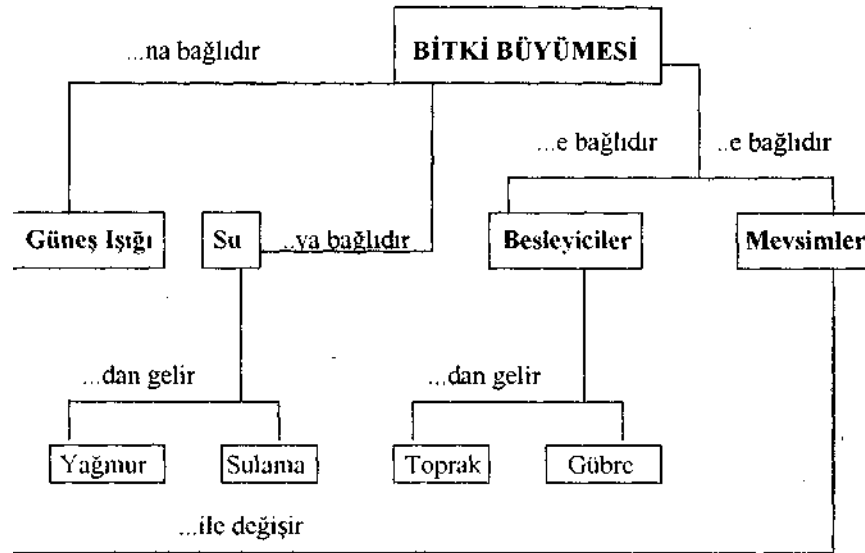 BİTKİ BÜYÜMESİ
...na bağlıdır
...e bağlıdır
..e bağlıdır
Güneş Işığı
Su
..ya bağlıdır
Besleyiciler
Mevsimler
...dan gelir
...dan gelir
Yağmur
Sulama
Toprak
Gübre
...ile değişir